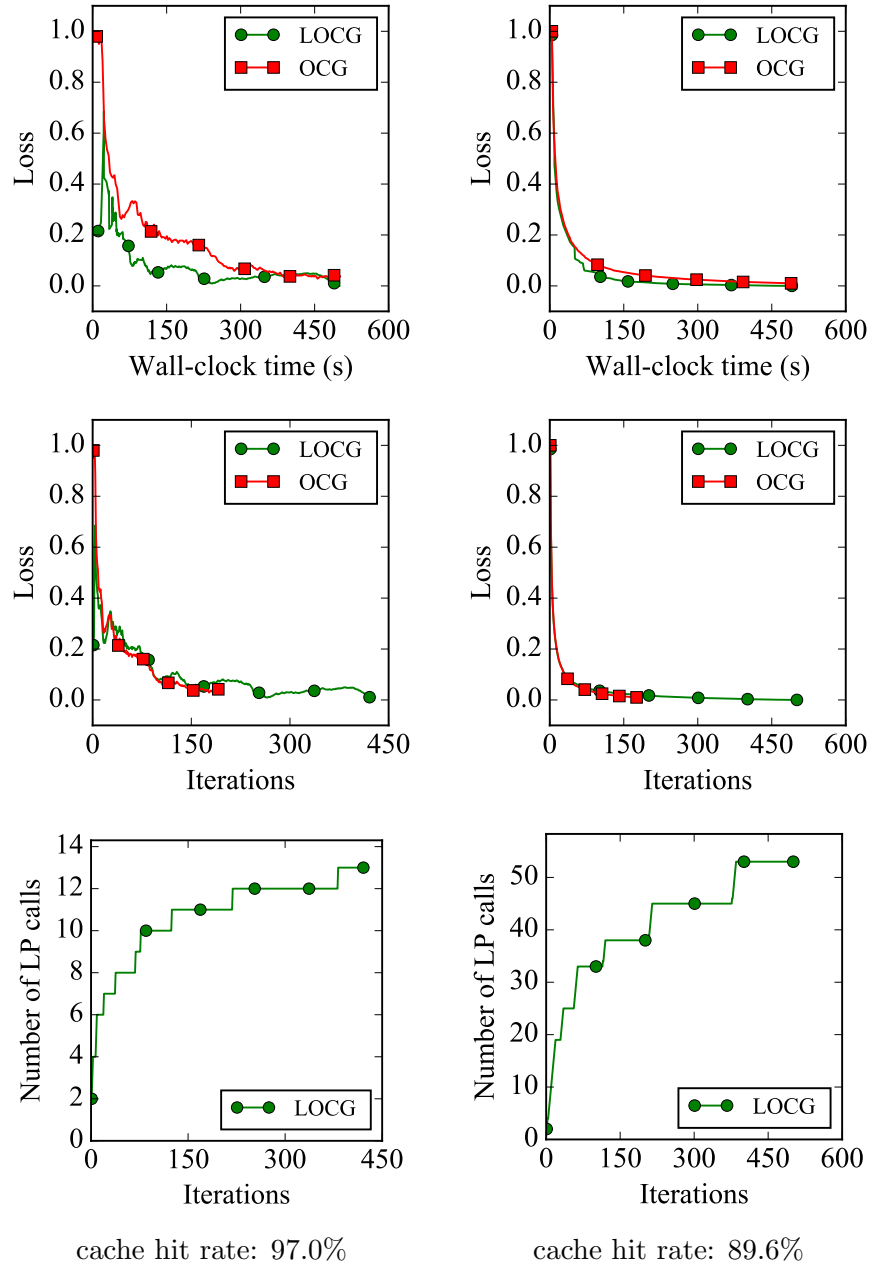 1.0
0.8
0.6
0.4
0.2
0.0
Loss
LOCG
OCG
0 150 300 450 600
Wall-clock time (s)
1.0
0.8
0.6
0.4
0.2
0.0
Loss
LOCG
OCG
0 150 300 450 600
Wall-clock time (s)
1.0
0.8
0.6
0.4
0.2
0.0
Loss
LOCG
OCG
0 150 300 450
Iterations
1.0
0.8
0.6
0.4
0.2
0.0
Loss
LOCG
OCG
0 150 300 450 600
Iterations
14
12
10
8
6
4
2
0
Number of LP calls
LOCG
0 150 300 450
Iterations
50
40
30
20
10
0
Number of LP calls
LOCG
0 150 300 450 600
Iterations
cache hit rate: 97.0%
cache hit rate: 89.6%